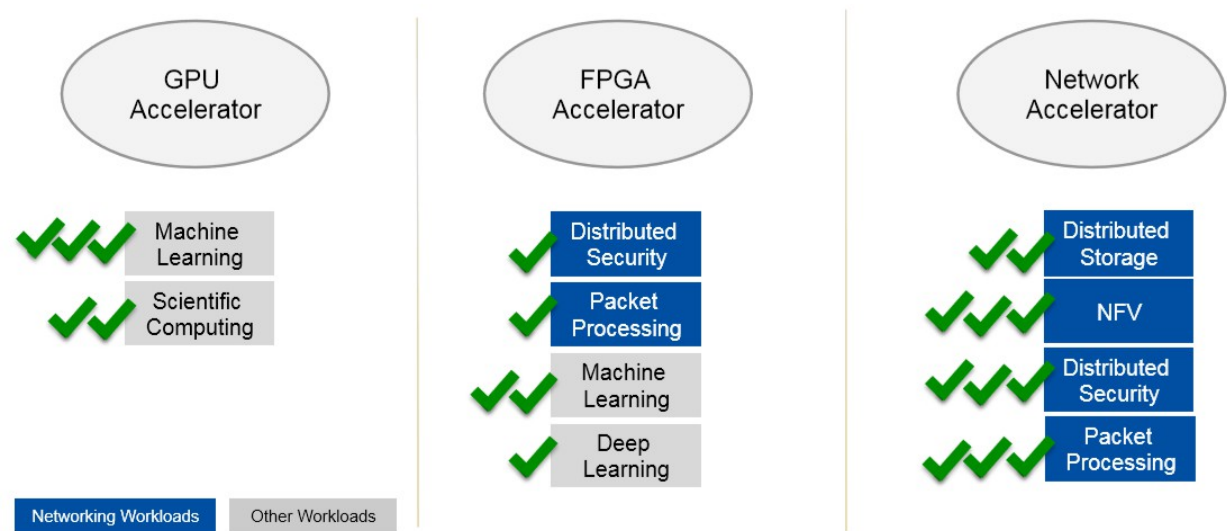 GPU
Accelerator
Machine
Learning
Scientific
Computing
FPGA
Accelerator
Distributed
Security
Packet
Processing
Machine
Learning
Deep
Learning
Network
Accelerator
Distributed
Storage
NFV
Distributed
Security
Packet
Processing
Networking Workloads
Other Workloads